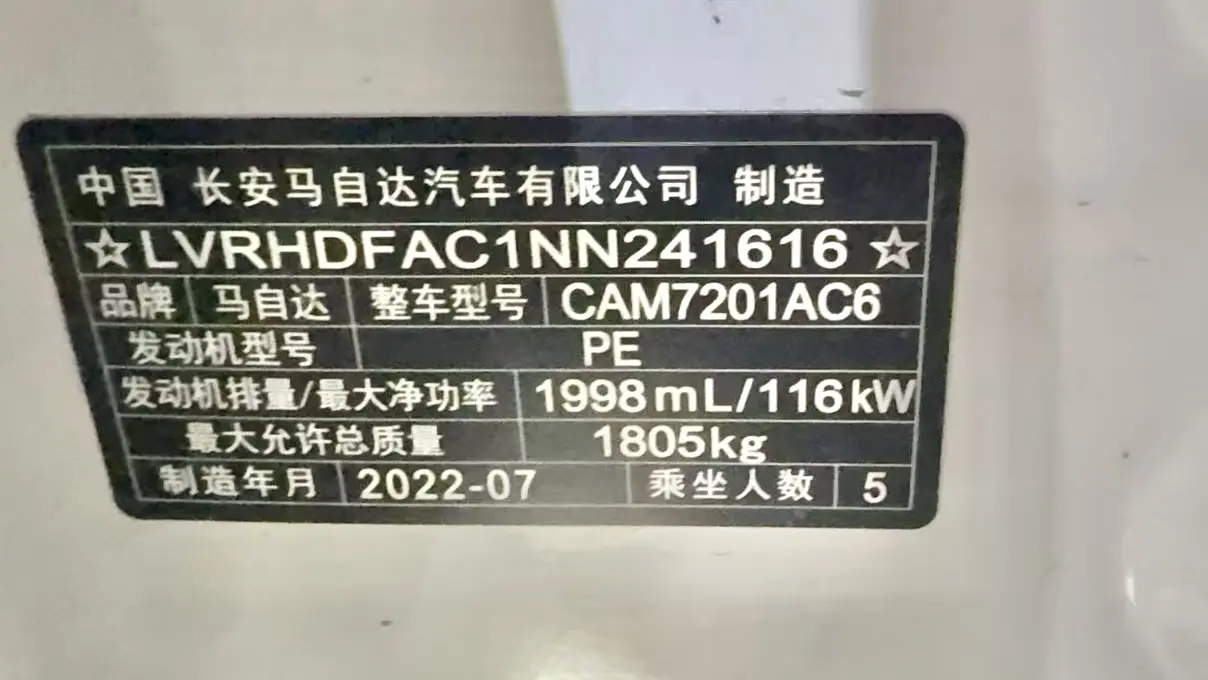 中国 长安马自达汽车有限公司 制造
☆LVRHDFAC1NN241616☆
品牌 马自达 整车型号 CAM7201AC6
发动机型号 PE
发动机排量/最大净功率 1998mL/116kW
最大允许总质量 1805kg
制造年月 2022-07 乘坐人数 5